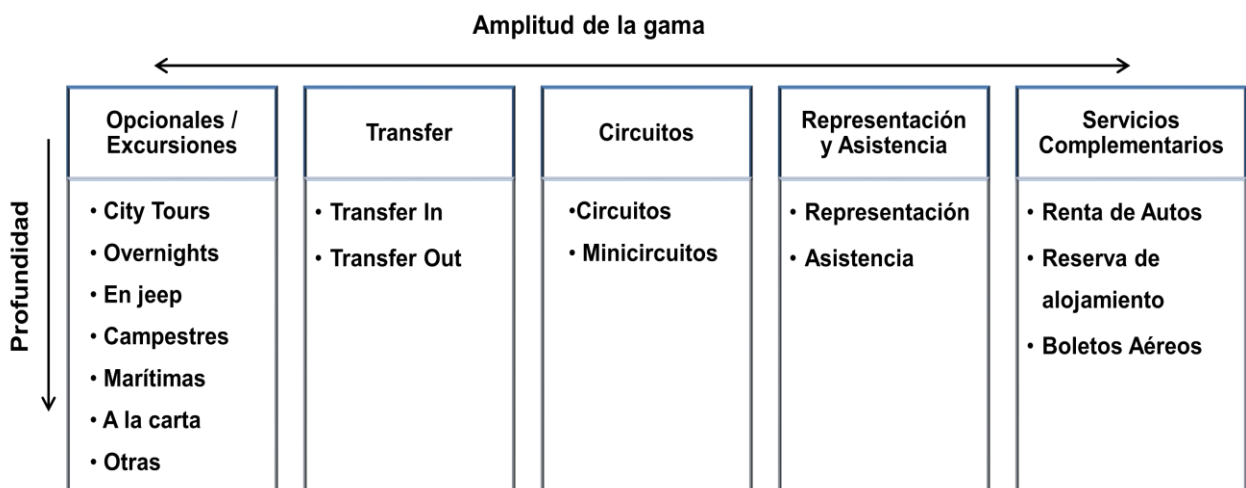 Amplitud de la gama
Profundidad
Opcionales /
Excursiones
• City Tours
• Overnights
• En jeep
• Campestres
• Marítimas
• A la carta
• Otras
Transfer
• Transfer In
• Transfer Out
Circuitos
•Circuitos
• Minicircuitos
Representación
y Asistencia
• Representación
• Asistencia
Servicios
Complementarios
• Renta de Autos
• Reserva de
alojamiento
• Boletos Aéreos